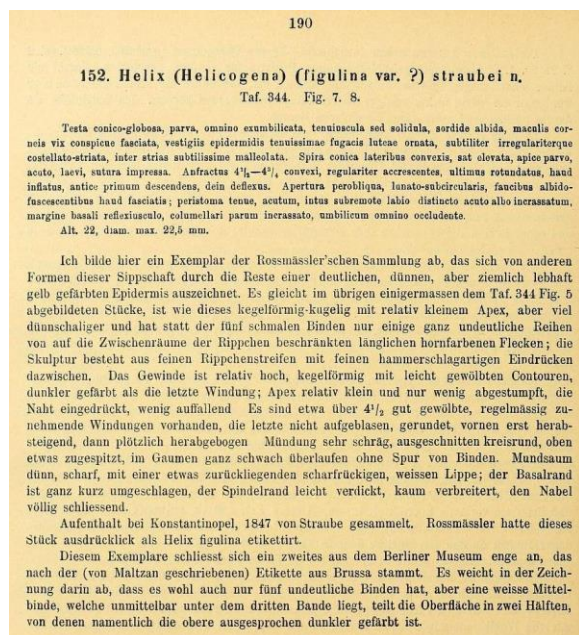 190
152. Helix (Helicogena) (figulina var. ?) straubei n.
Taf. 344. Fig. 7. 8.
Testa conico-globosa, parva, omnino exumbilicata, tenuiuscula sed solidula, sordide albida, maculis cor-
neis vix conspicue fasciata, vestigiis epidermidis tenuissimae fugacis luteae ornata, subtiliter irregulariterque
costellato-striata, inter strias subtilissime malleolata. Spira conica lateribus convexis, sat elevata, apice parvo,
acuto, laevi, sutura impressa. Anfractus 4¹/₂—4³/₄ convexi, regulariter accrescentes, ultimus rotundatus, haud
inflatus, antice primum descendens, dein deflexus. Apertura perobliqua, lunato-subcircularis, faucibus albido-
fuscescentibus haud fasciatis; peristoma tenue, acutum, intus subremote labio distincto acuto albo incrassatum,
margine basali reflexiusculo, columellari parum incrassato, umbilicum omnino occludente.
Alt. 22, diam. max. 22,5 mm.
Ich bilde hier ein Exemplar der Rossmässler'schen Sammlung ab, das sich von anderen
Formen dieser Sippschaft durch die Reste einer deutlichen, dünnen, aber ziemlich lebhaft
gelb gefärbten Epidermis auszeichnet. Es gleicht im übrigen einigermassen dem Taf. 344 Fig. 5
abgebildeten Stücke, ist wie dieses kegelförmig-kugelig mit relativ kleinem Apex, aber viel
dünnschaliger und hat statt der fünf schmalen Binden nur einige ganz undeutliche Reihen
von auf die Zwischenräume der Rippchen beschränkten länglichen hornfarbenen Flecken; die
Skulptur besteht aus feinen Rippchenstreifen mit feinen hammerschlagartigen Eindrücken
dazwischen. Das Gewinde ist relativ hoch, kegelförmig mit leicht gewölbten Contouren,
dunkler gefärbt als die letzte Windung; Apex relativ klein und nur wenig abgestumpft, die
Naht eingedrückt, wenig auffallend Es sind etwa über 4¹/₂ gut gewölbte, regelmässig zu-
nehmende Windungen vorhanden, die letzte nicht aufgeblasen, gerundet, vornen erst herab-
steigend, dann plötzlich herabgebogen Mündung sehr schräg, ausgeschnitten kreisrund, oben
etwas zugespitzt, im Gaumen ganz schwach überlaufen ohne Spur von Binden. Mundsaum
dünn, scharf, mit einer etwas zurückliegenden scharfrückigen, weissen Lippe; der Basalrand
ist ganz kurz umgeschlagen, der Spindelrand leicht verdickt, kaum verbreitert, den Nabel
völlig schliessend.
Aufenthalt bei Konstantinopel, 1847 von Straube gesammelt. Rossmässler hatte dieses
Stück ausdrücklich als Helix figulina etikettirt.
Diesem Exemplare schliesst sich ein zweites aus dem Berliner Museum enge an, das
nach der (von Maltzan geschriebenen) Etikette aus Brussa stammt. Es weicht in der Zeich-
nung darin ab, dass es wohl auch nur fünf undeutliche Binden hat, aber eine weisse Mittel-
binde, welche unmittelbar unter dem dritten Bande liegt, teilt die Oberfläche in zwei Hälften,
von denen namentlich die obere ausgesprochen dunkler gefärbt ist.